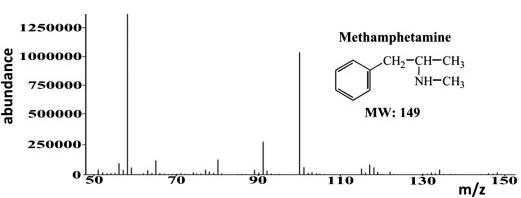 abundance
1250000
1000000
750000
500000
250000
0
50 70 90 110 130 150
m/z
Methamphetamine
CH2-CH-CH3
NH-CH3
MW: 149